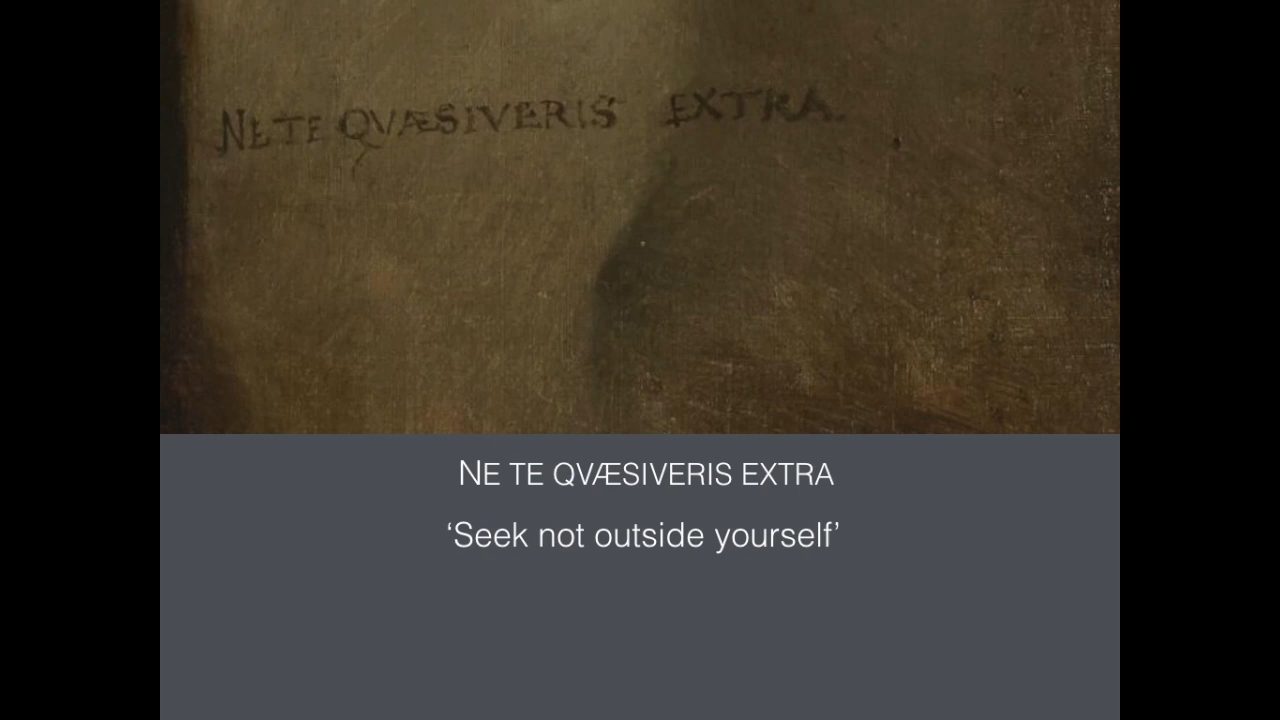 NE TE QVÆSIVERIS EXTRA.
NE TE QVÆSIVERIS EXTRA
‘Seek not outside yourself’